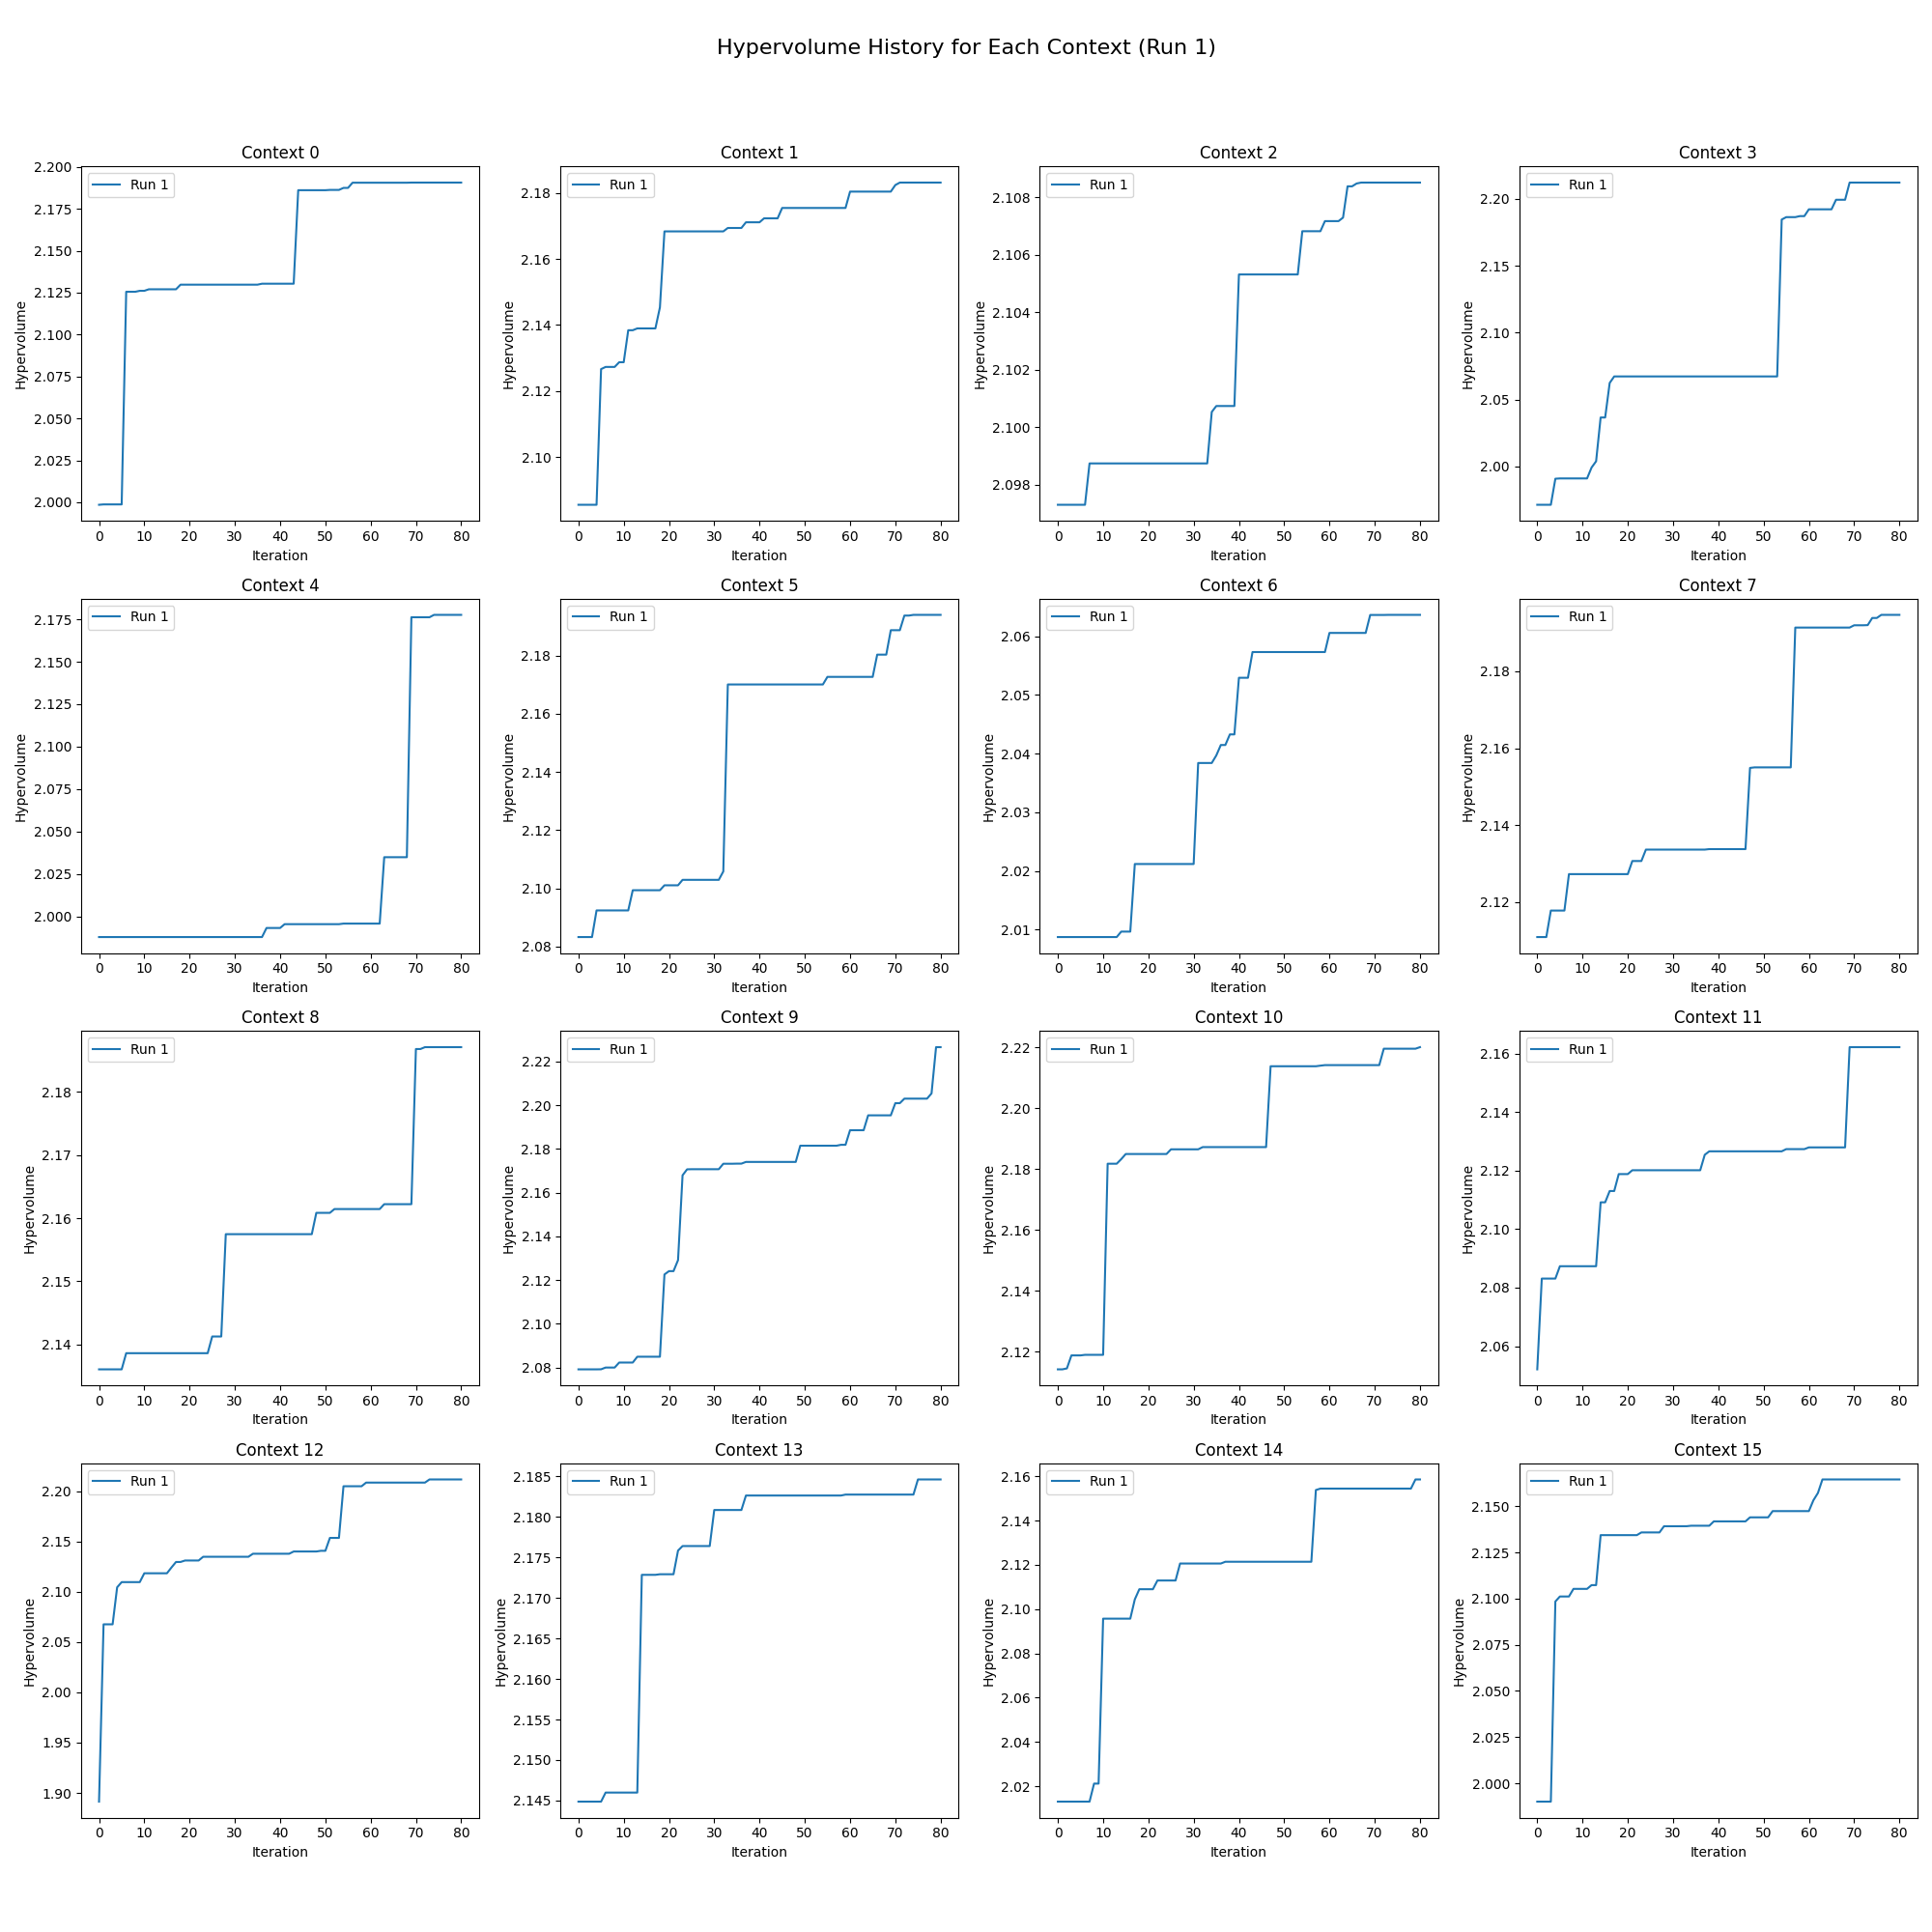 Hypervolume History for Each Context (Run 1)
Context 0
Run 1
2.200
2.175
2.150
2.125
2.100
2.075
2.050
2.025
2.000
Hypervolume
0 10 20 30 40 50 60 70 80
Iteration
Context 1
Run 1
2.18
2.16
2.14
2.12
2.10
Hypervolume
0 10 20 30 40 50 60 70 80
Iteration
Context 2
Run 1
2.108
2.106
2.104
2.102
2.100
2.098
Hypervolume
0 10 20 30 40 50 60 70 80
Iteration
Context 3
Run 1
2.20
2.15
2.10
2.05
2.00
Hypervolume
0 10 20 30 40 50 60 70 80
Iteration
Context 4
Run 1
2.175
2.150
2.125
2.100
2.075
2.050
2.025
2.000
Hypervolume
0 10 20 30 40 50 60 70 80
Iteration
Context 5
Run 1
2.18
2.16
2.14
2.12
2.10
2.08
Hypervolume
0 10 20 30 40 50 60 70 80
Iteration
Context 6
Run 1
2.06
2.05
2.04
2.03
2.02
2.01
Hypervolume
0 10 20 30 40 50 60 70 80
Iteration
Context 7
Run 1
2.18
2.16
2.14
2.12
Hypervolume
0 10 20 30 40 50 60 70 80
Iteration
Context 8
Run 1
2.18
2.17
2.16
2.15
2.14
Hypervolume
0 10 20 30 40 50 60 70 80
Iteration
Context 9
Run 1
2.22
2.20
2.18
2.16
2.14
2.12
2.10
2.08
Hypervolume
0 10 20 30 40 50 60 70 80
Iteration
Context 10
Run 1
2.22
2.20
2.18
2.16
2.14
2.12
Hypervolume
0 10 20 30 40 50 60 70 80
Iteration
Context 11
Run 1
2.16
2.14
2.12
2.10
2.08
2.06
Hypervolume
0 10 20 30 40 50 60 70 80
Iteration
Context 12
Run 1
2.20
2.15
2.10
2.05
2.00
1.95
1.90
Hypervolume
0 10 20 30 40 50 60 70 80
Iteration
Context 13
Run 1
2.185
2.180
2.175
2.170
2.165
2.160
2.155
2.150
2.145
Hypervolume
0 10 20 30 40 50 60 70 80
Iteration
Context 14
Run 1
2.16
2.14
2.12
2.10
2.08
2.06
2.04
2.02
Hypervolume
0 10 20 30 40 50 60 70 80
Iteration
Context 15
Run 1
2.150
2.125
2.100
2.075
2.050
2.025
2.000
Hypervolume
0 10 20 30 40 50 60 70 80
Iteration